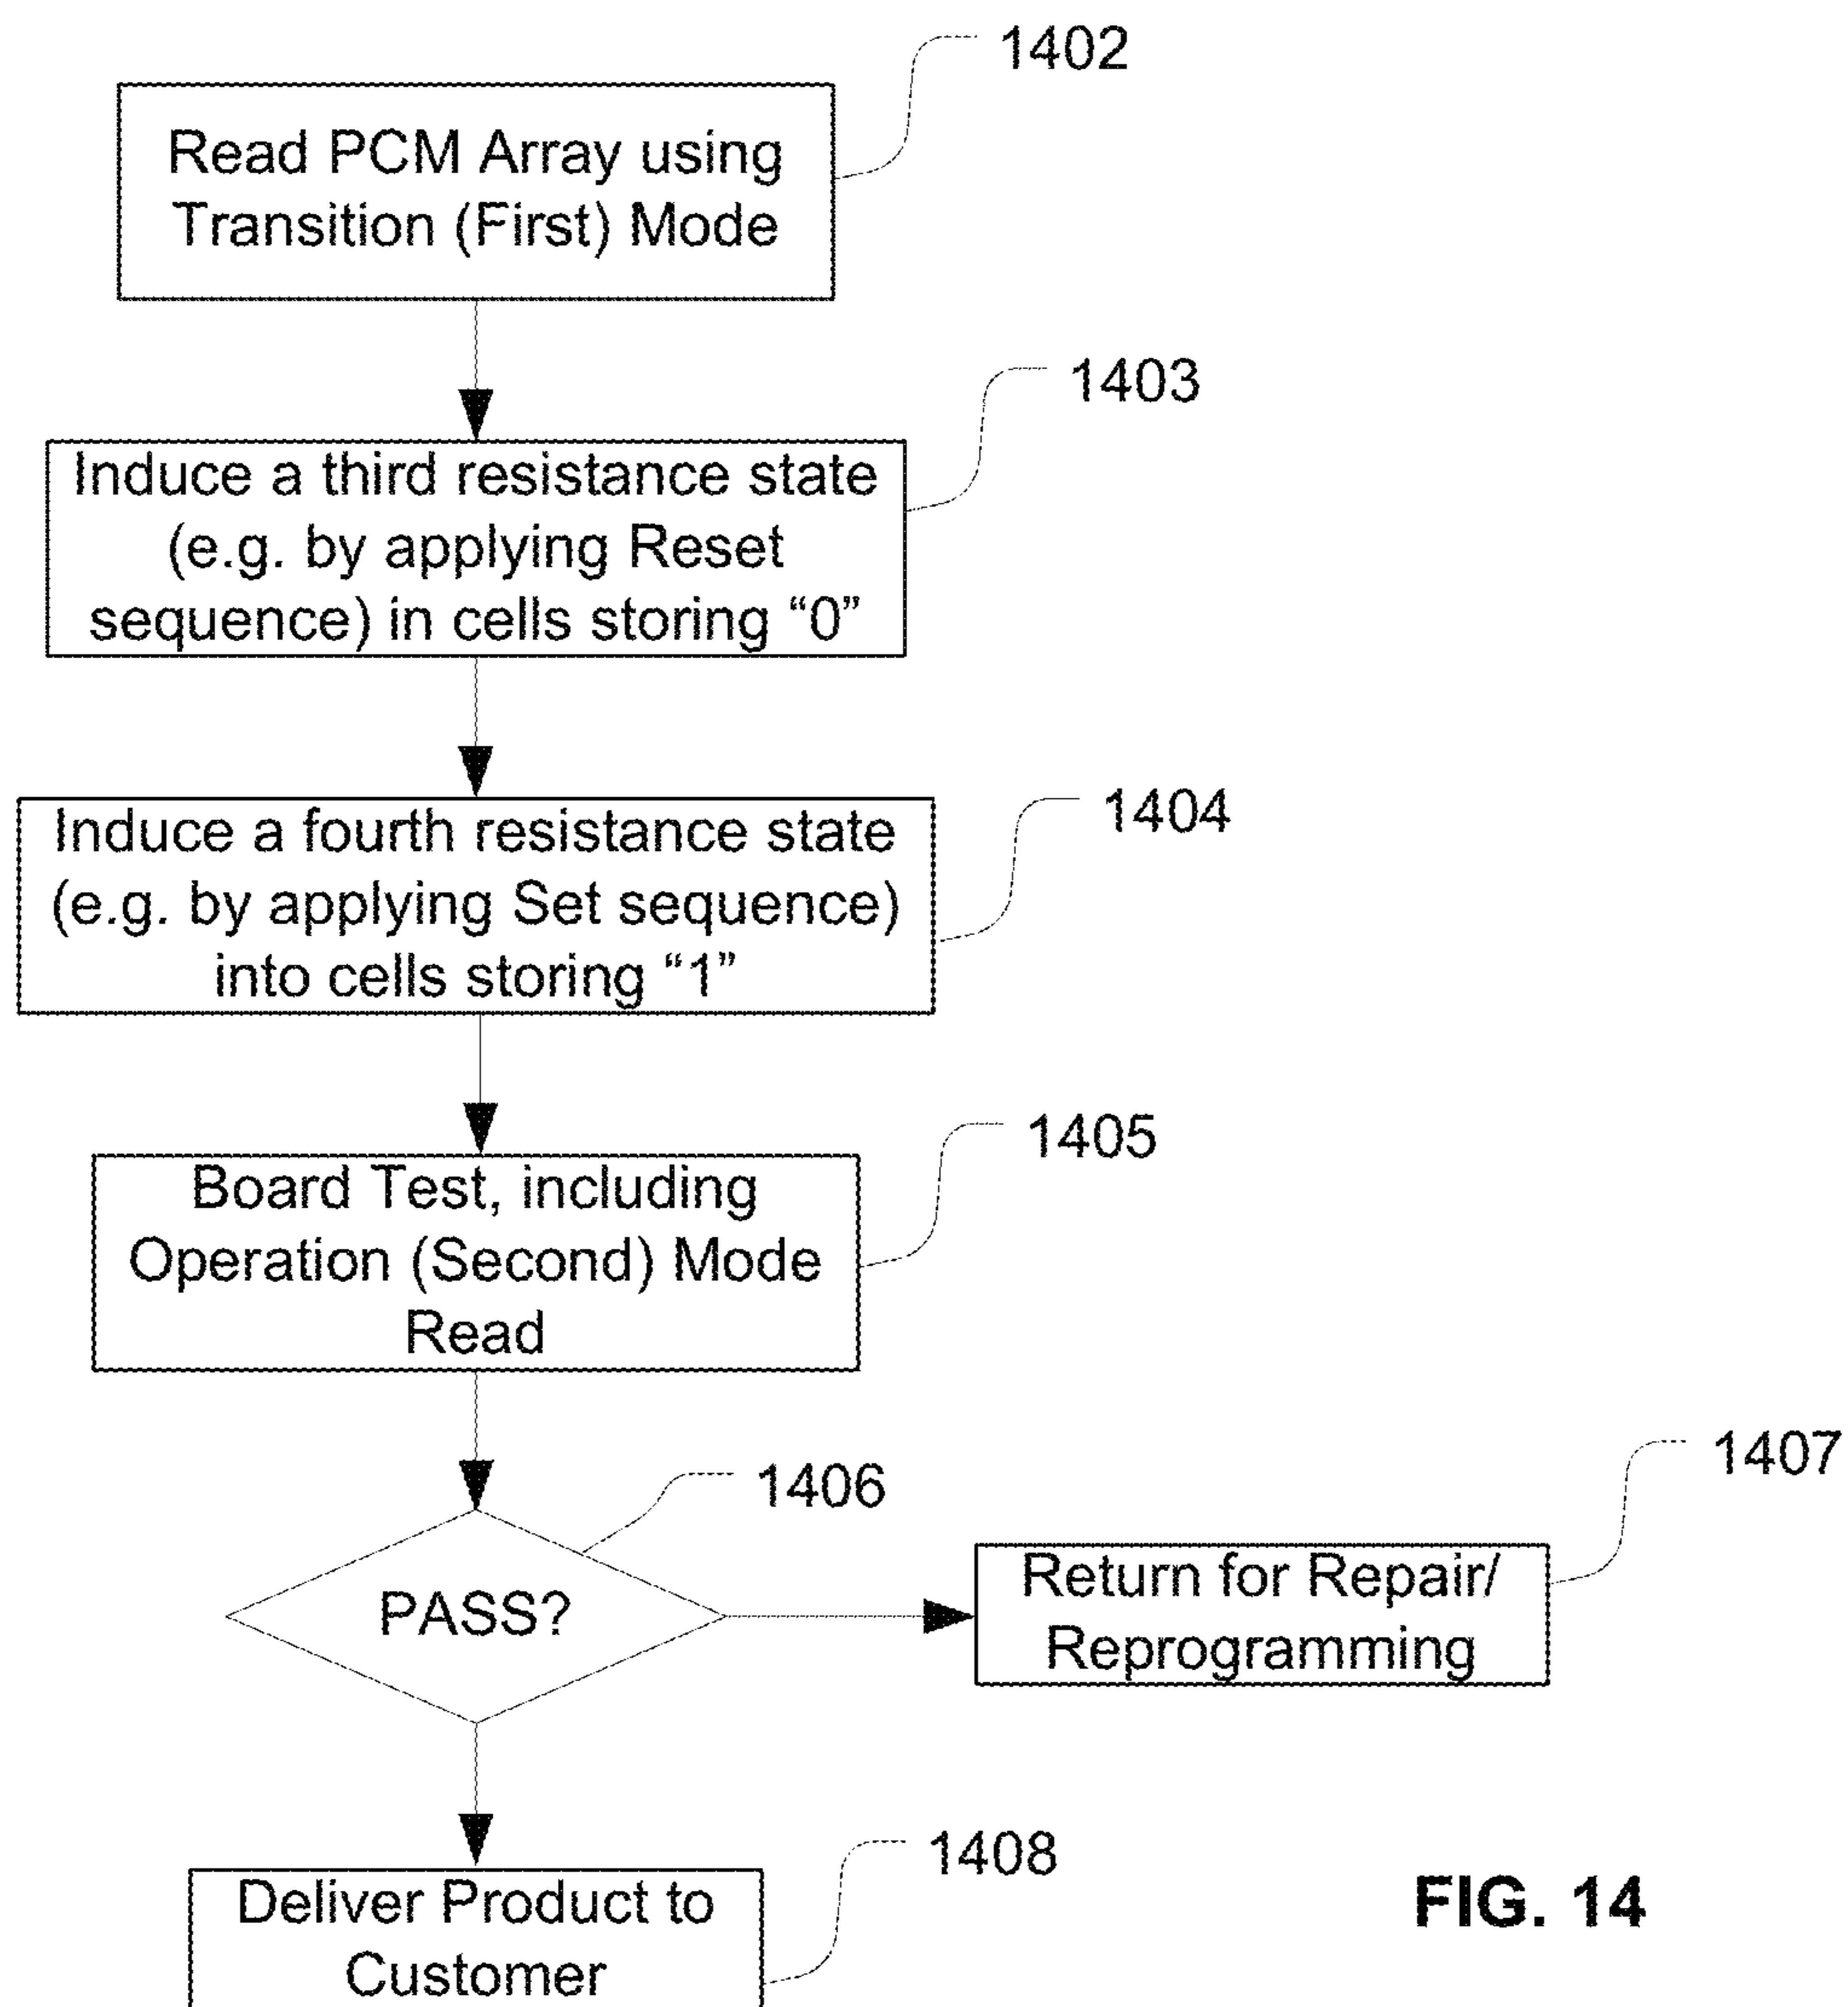 1402
Read PCM Array using
Transition (First) Mode
1403
Induce a third resistance state
(e.g. by applying Reset
sequence) in cells storing “0”
1404
Induce a fourth resistance state
(e.g. by applying Set sequence)
into cells storing “1”
1405
Board Test, including
Operation (Second) Mode
Read
1406
PASS?
1407
Return for Repair/
Reprogramming
1408
Deliver Product to
Customer
FIG. 14